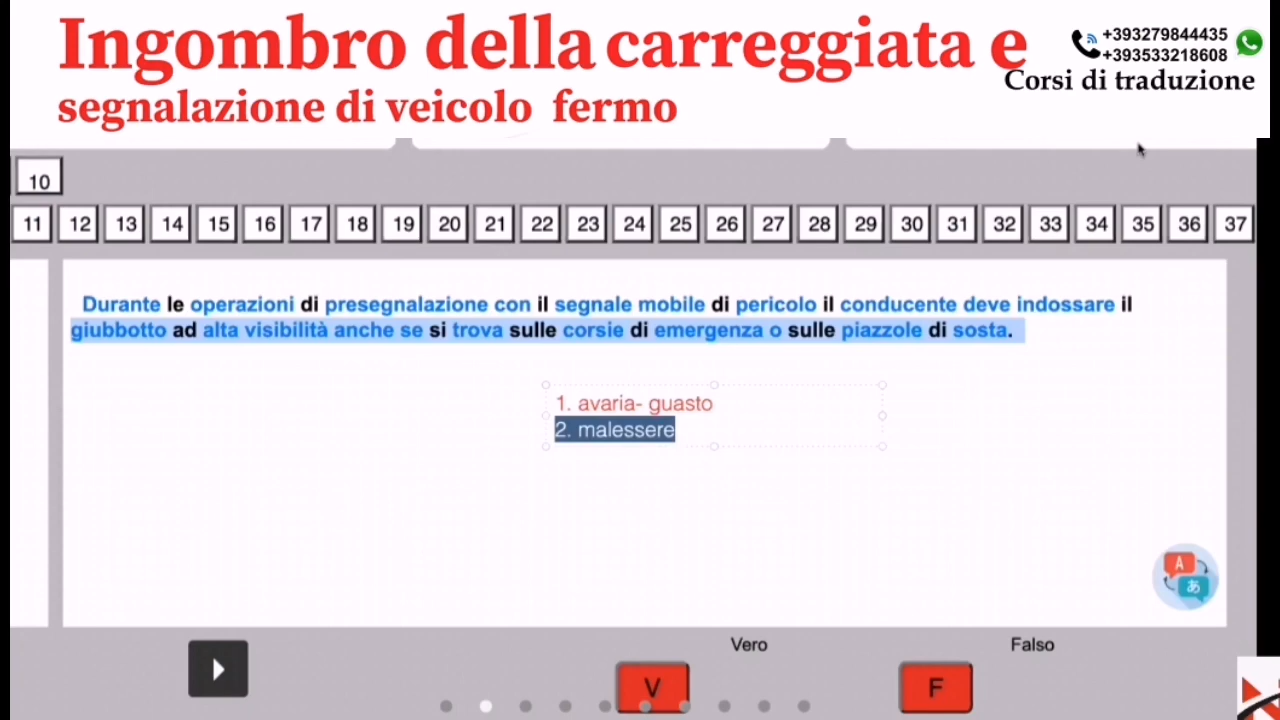 Ingombro della carreggiata e
segnalazione di veicolo fermo
+393279844435
+393533218608
Corsi di traduzione
10
11 12 13 14 15 16 17 18 19 20 21 22 23 24 25 26 27 28 29 30 31 32 33 34 35 36 37
Durante le operazioni di presegnalazione con il segnale mobile di pericolo il conducente deve indossare il
giubbotto ad alta visibilità anche se si trova sulle corsie di emergenza o sulle piazzole di sosta.
1. avaria- guasto
2. malessere
A
あ
Vero Falso
V F